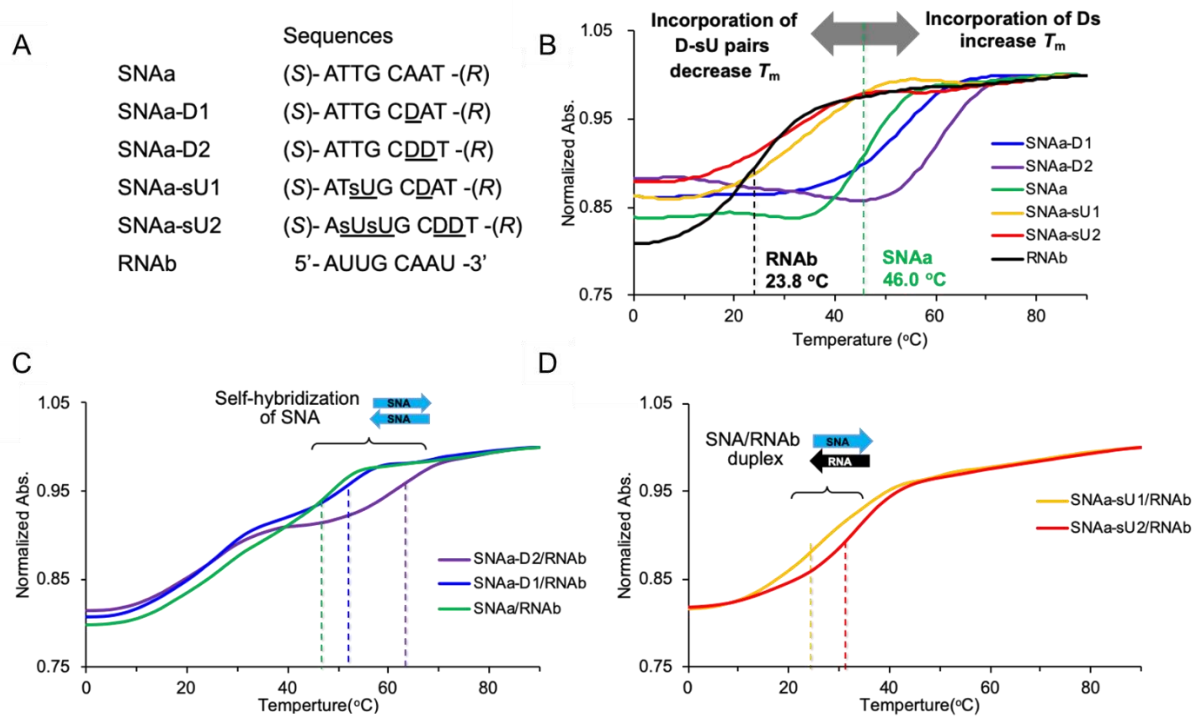 A
Sequences
SNAa (S)- ATTG CAAT -(R)
SNAa-D1 (S)- ATTG CDAT -(R)
SNAa-D2 (S)- ATTG CDDT -(R)
SNAa-sU1 (S)- ATsUG CDAT -(R)
SNAa-sU2 (S)- AsUsUG CDDT -(R)
RNAb 5'- AUUG CAAU -3'
B
Incorporation of
D-sU pairs
decrease Tm
Incorporation of Ds
increase Tm
1.05
0.95
0.85
0.75
Normalized Abs.
SNAa-D1
SNAa-D2
SNAa
SNAa-sU1
SNAa-sU2
RNAb
RNAb
23.8 °C
SNAa
46.0 °C
0 20 40 60 80
Temperature (°C)
C
Self-hybridization
of SNA
SNA
SNA
1.05
0.95
0.85
0.75
Normalized Abs.
SNAa-D2/RNAb
SNAa-D1/RNAb
SNAa/RNAb
0 20 40 60 80
Temperture(°C)
D
SNA/RNAb
duplex
SNA
RNA
1.05
0.95
0.85
0.75
Normalized Abs.
SNAa-sU1/RNAb
SNAa-sU2/RNAb
0 20 40 60 80
Temperture(°C)